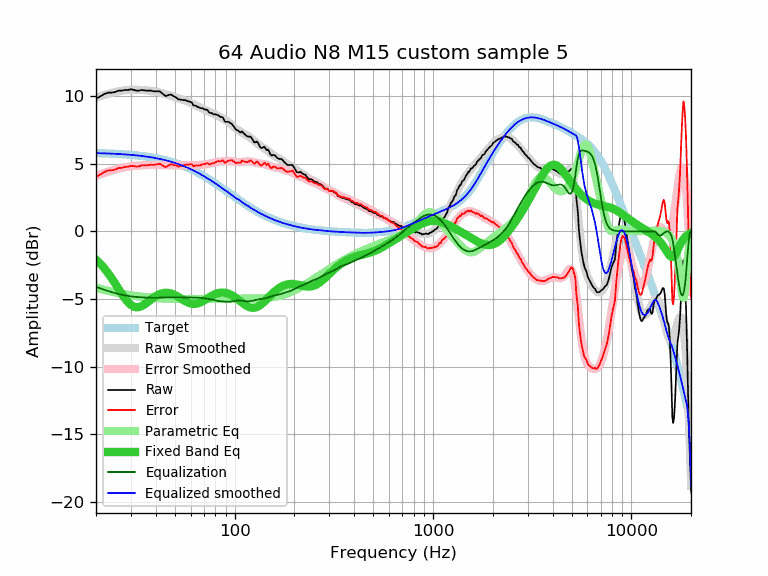 64 Audio N8 M15 custom sample 5
10
5
0
−5
−10
−15
−20
Amplitude (dBr)
Target
Raw Smoothed
Error Smoothed
Raw
Error
Parametric Eq
Fixed Band Eq
Equalization
Equalized smoothed
100
1000
10000
Frequency (Hz)